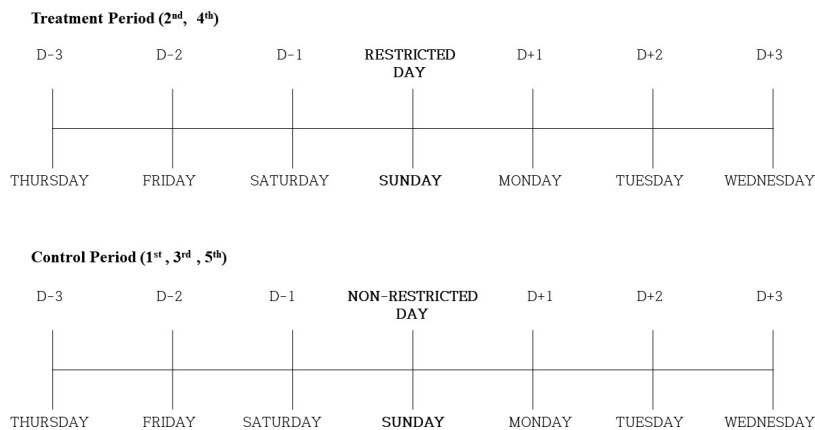 Treatment Period (2nd, 4th)
D-3 D-2 D-1 RESTRICTED DAY D+1 D+2 D+3
THURSDAY FRIDAY SATURDAY SUNDAY MONDAY TUESDAY WEDNESDAY
Control Period (1st , 3rd , 5th)
D-3 D-2 D-1 NON-RESTRICTED DAY D+1 D+2 D+3
THURSDAY FRIDAY SATURDAY SUNDAY MONDAY TUESDAY WEDNESDAY